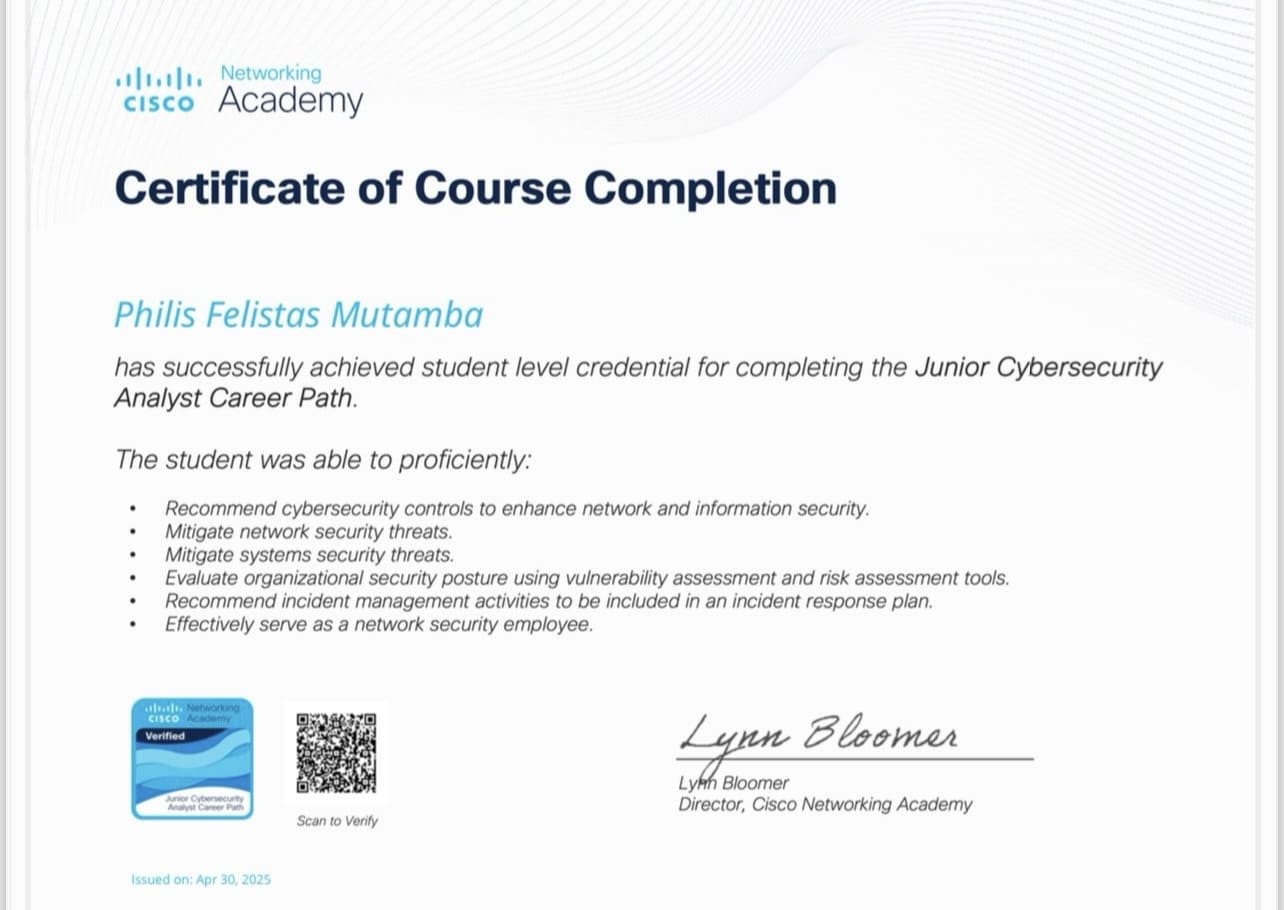 Networking
CISCO Academy
Certificate of Course Completion
Philis Felistas Mutamba
has successfully achieved student level credential for completing the Junior Cybersecurity
Analyst Career Path.
The student was able to proficiently:
• Recommend cybersecurity controls to enhance network and information security.
• Mitigate network security threats.
• Mitigate systems security threats.
• Evaluate organizational security posture using vulnerability assessment and risk assessment tools.
• Recommend incident management activities to be included in an incident response plan.
• Effectively serve as a network security employee.
Networking
CISCO Academy
Verified
Junior Cybersecurity
Analyst Career Path
Scan to Verify
Lynn Bloomer
Lynn Bloomer
Director, Cisco Networking Academy
Issued on: Apr 30, 2025